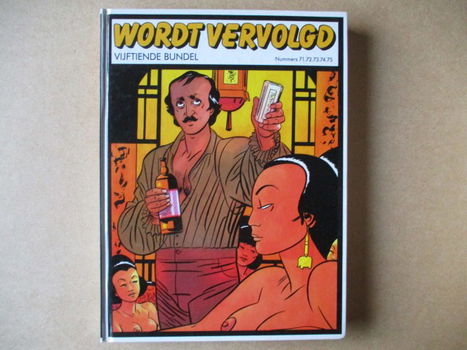 WORDT VERVOLGD
VIJFTIENDE BUNDEL
Nummers 71.72.73.74.75